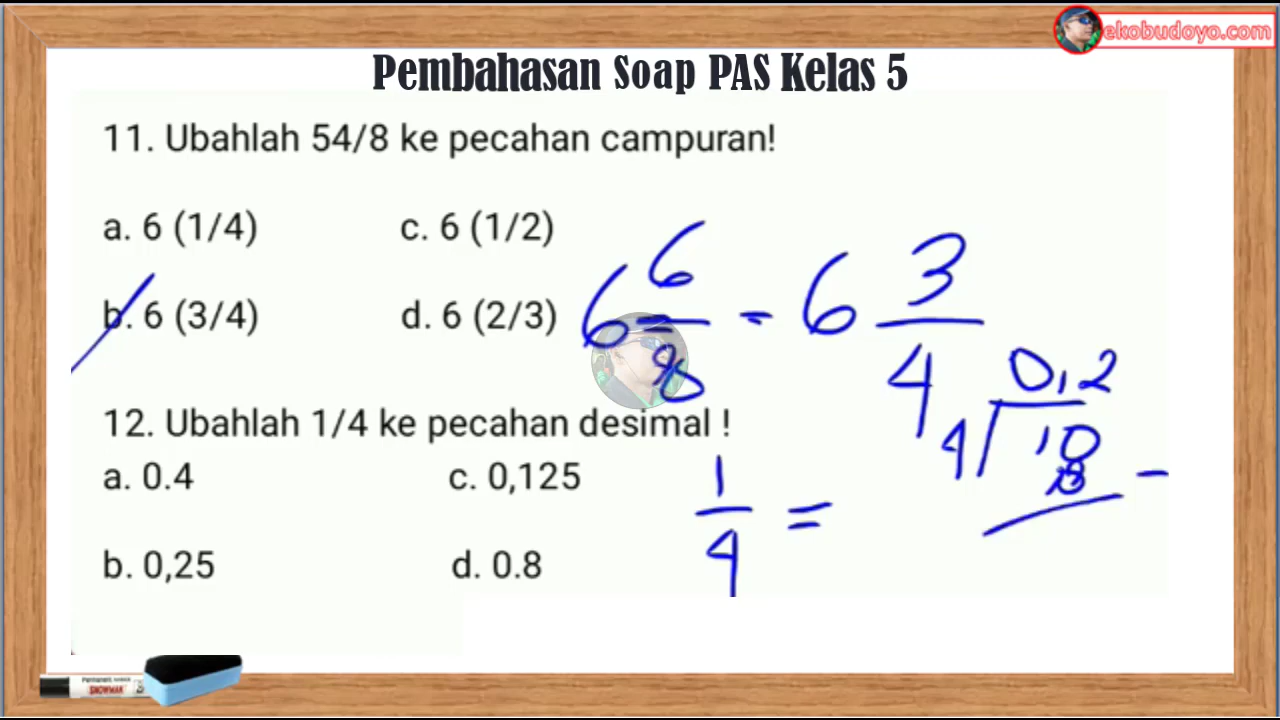 ekobudoyo.com
Pembahasan Soap PAS Kelas 5
11. Ubahlah 54/8 ke pecahan campuran!
a. 6 (1/4) c. 6 (1/2)
b. 6 (3/4) d. 6 (2/3)
6 6/8 = 6 3/4
12. Ubahlah 1/4 ke pecahan desimal !
a. 0.4 c. 0,125
b. 0,25 d. 0.8
1/4 =
0,2
4 10
8 -
SNOWMAN